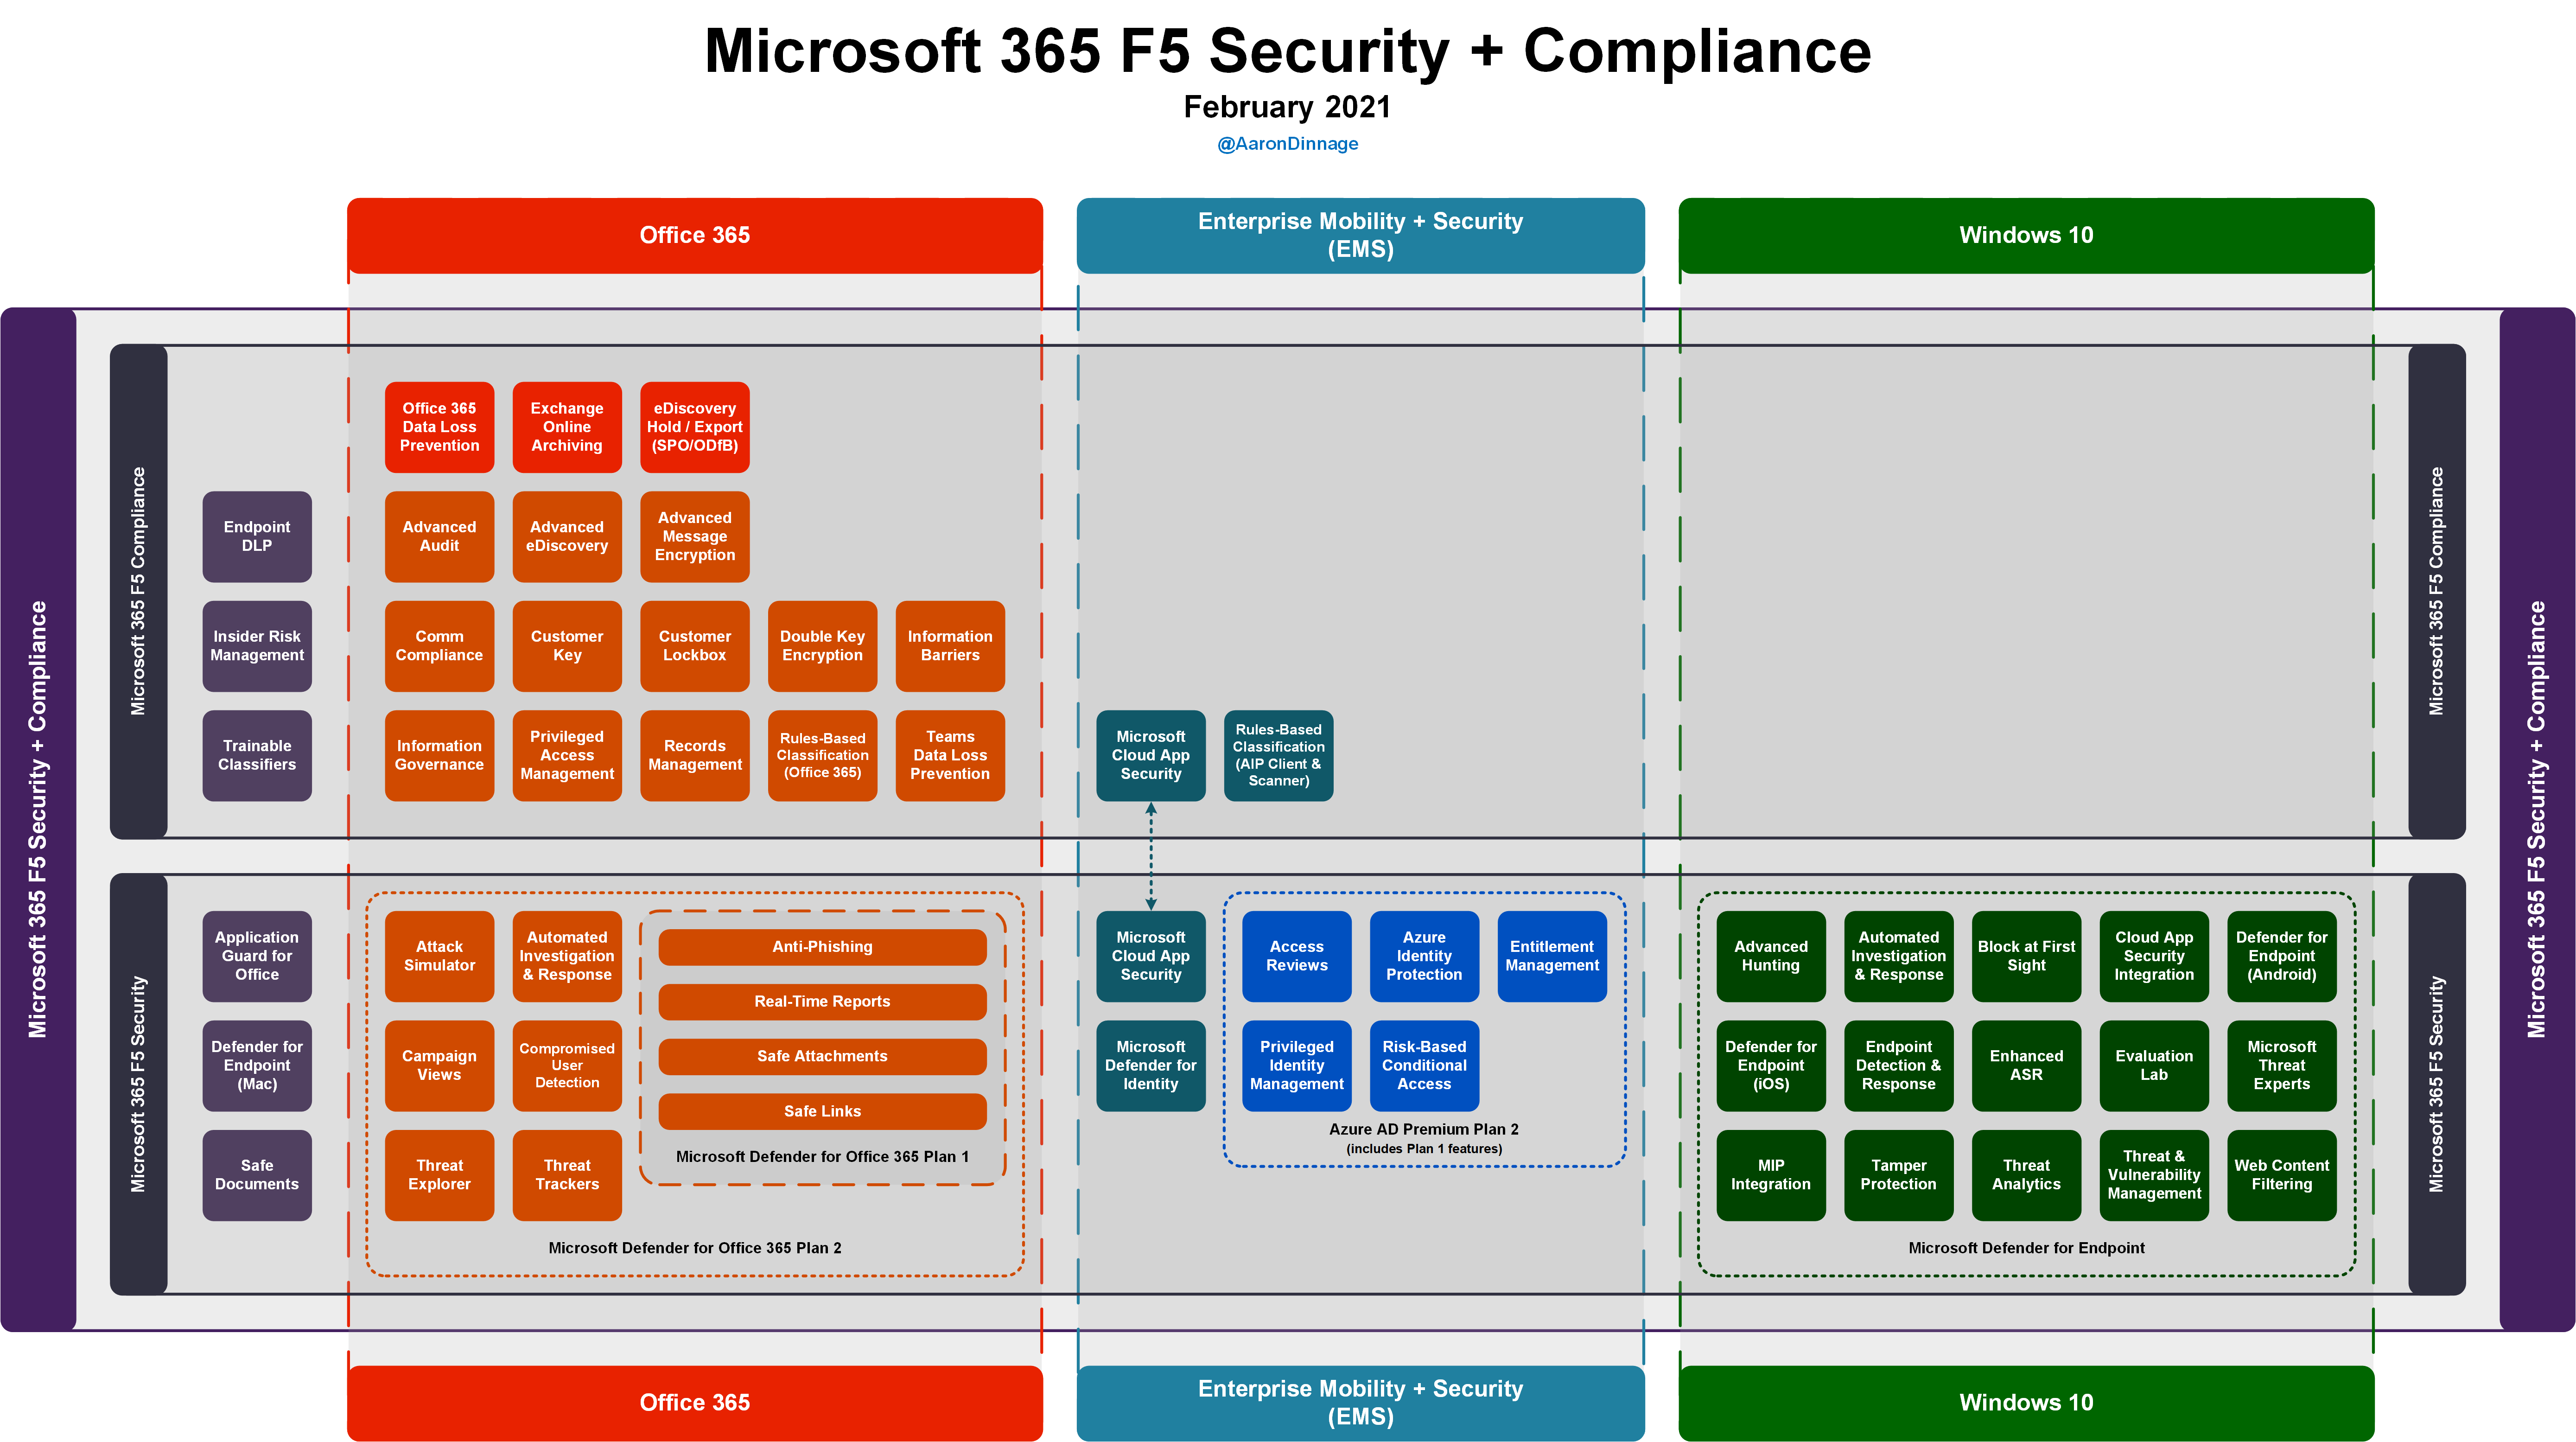 Microsoft 365 F5 Security + Compliance
February 2021
@AaronDinnage
Office 365
Enterprise Mobility + Security
(EMS)
Windows 10
Microsoft 365 F5 Security + Compliance
Microsoft 365 F5 Compliance
Office 365
Data Loss
Prevention
Exchange
Online
Archiving
eDiscovery
Hold / Export
(SPO/ODfB)
Endpoint
DLP
Advanced
Audit
Advanced
eDiscovery
Advanced
Message
Encryption
Insider Risk
Management
Comm
Compliance
Customer
Key
Customer
Lockbox
Double Key
Encryption
Information
Barriers
Trainable
Classifiers
Information
Governance
Privileged
Access
Management
Records
Management
Rules-Based
Classification
(Office 365)
Teams
Data Loss
Prevention
Microsoft
Cloud App
Security
Rules-Based
Classification
(AIP Client &
Scanner)
Microsoft 365 F5 Compliance
Microsoft 365 F5 Security + Compliance
Microsoft 365 F5 Security
Application
Guard for
Office
Defender for
Endpoint
(Mac)
Safe
Documents
Attack
Simulator
Automated
Investigation
& Response
Campaign
Views
Compromised
User
Detection
Threat
Explorer
Threat
Trackers
Anti-Phishing
Real-Time Reports
Safe Attachments
Safe Links
Microsoft Defender for Office 365 Plan 1
Microsoft Defender for Office 365 Plan 2
Microsoft
Cloud App
Security
Microsoft
Defender for
Identity
Access
Reviews
Azure
Identity
Protection
Entitlement
Management
Privileged
Identity
Management
Risk-Based
Conditional
Access
Azure AD Premium Plan 2
(includes Plan 1 features)
Advanced
Hunting
Automated
Investigation
& Response
Block at First
Sight
Cloud App
Security
Integration
Defender for
Endpoint
(Android)
Defender for
Endpoint
(iOS)
Endpoint
Detection &
Response
Enhanced
ASR
Evaluation
Lab
Microsoft
Threat
Experts
MIP
Integration
Tamper
Protection
Threat
Analytics
Threat &
Vulnerability
Management
Web Content
Filtering
Microsoft Defender for Endpoint
Microsoft 365 F5 Security
Office 365
Enterprise Mobility + Security
(EMS)
Windows 10